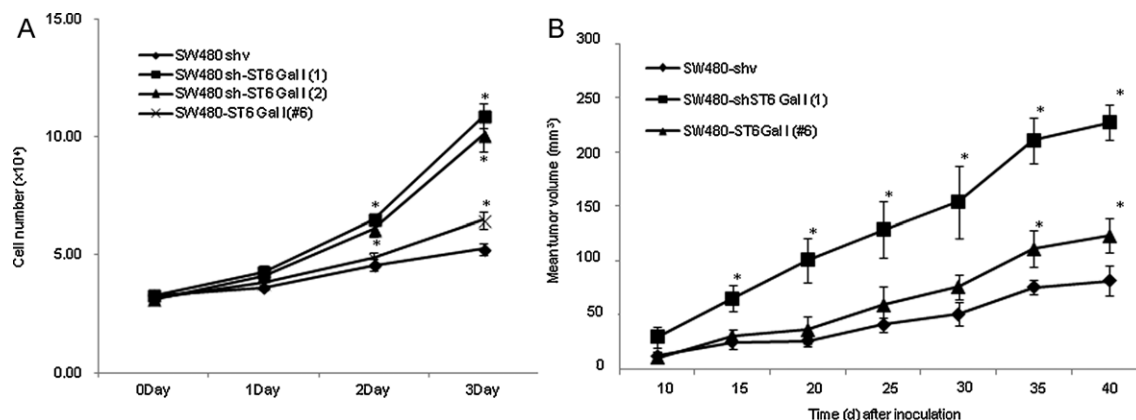 A
15.00
10.00
5.00
0.00
Cell number (×10⁴)
SW480 shv
SW480 sh-ST6 Gal I (1)
SW480 sh-ST6 Gal I (2)
SW480-ST6 Gal I (#6)
*
*
*
*
*
0Day
1Day
2Day
3Day
B
300
250
200
150
100
50
0
Mean tumor volume (mm³)
SW480-shv
SW480-shST6 Gal I (1)
SW480-ST6Gal I (#6)
*
*
*
*
*
*
*
*
10
15
20
25
30
35
40
Time (d) after inoculation